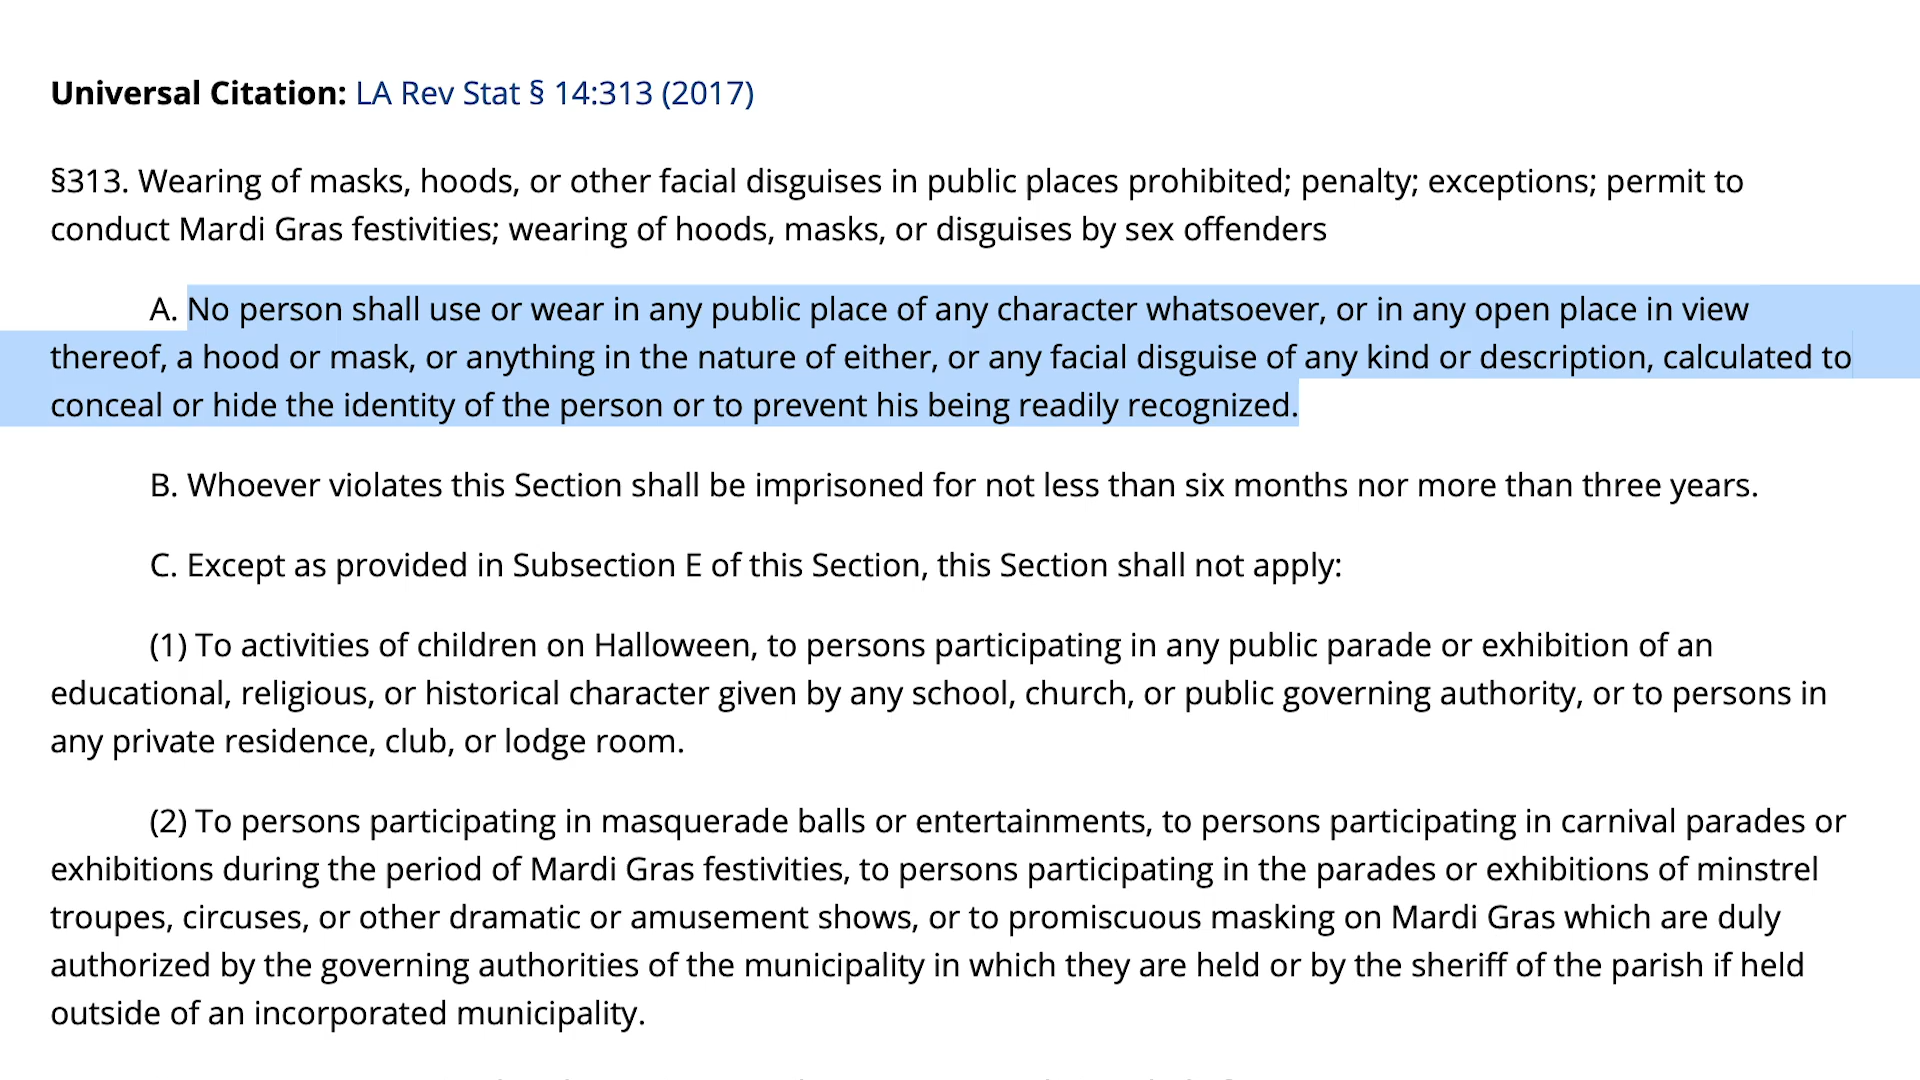 Universal Citation: LA Rev Stat § 14:313 (2017)
§313. Wearing of masks, hoods, or other facial disguises in public places prohibited; penalty; exceptions; permit to
conduct Mardi Gras festivities; wearing of hoods, masks, or disguises by sex offenders
A. No person shall use or wear in any public place of any character whatsoever, or in any open place in view
thereof, a hood or mask, or anything in the nature of either, or any facial disguise of any kind or description, calculated to
conceal or hide the identity of the person or to prevent his being readily recognized.
B. Whoever violates this Section shall be imprisoned for not less than six months nor more than three years.
C. Except as provided in Subsection E of this Section, this Section shall not apply:
(1) To activities of children on Halloween, to persons participating in any public parade or exhibition of an
educational, religious, or historical character given by any school, church, or public governing authority, or to persons in
any private residence, club, or lodge room.
(2) To persons participating in masquerade balls or entertainments, to persons participating in carnival parades or
exhibitions during the period of Mardi Gras festivities, to persons participating in the parades or exhibitions of minstrel
troupes, circuses, or other dramatic or amusement shows, or to promiscuous masking on Mardi Gras which are duly
authorized by the governing authorities of the municipality in which they are held or by the sheriff of the parish if held
outside of an incorporated municipality.